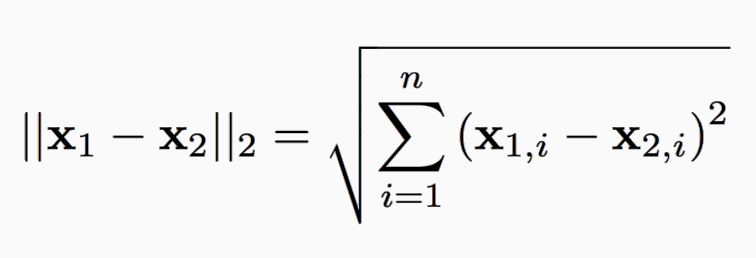 ||x₁ − x₂||₂ = √(∑ᵢ₌₁ⁿ (x₁,ᵢ − x₂,ᵢ)²)